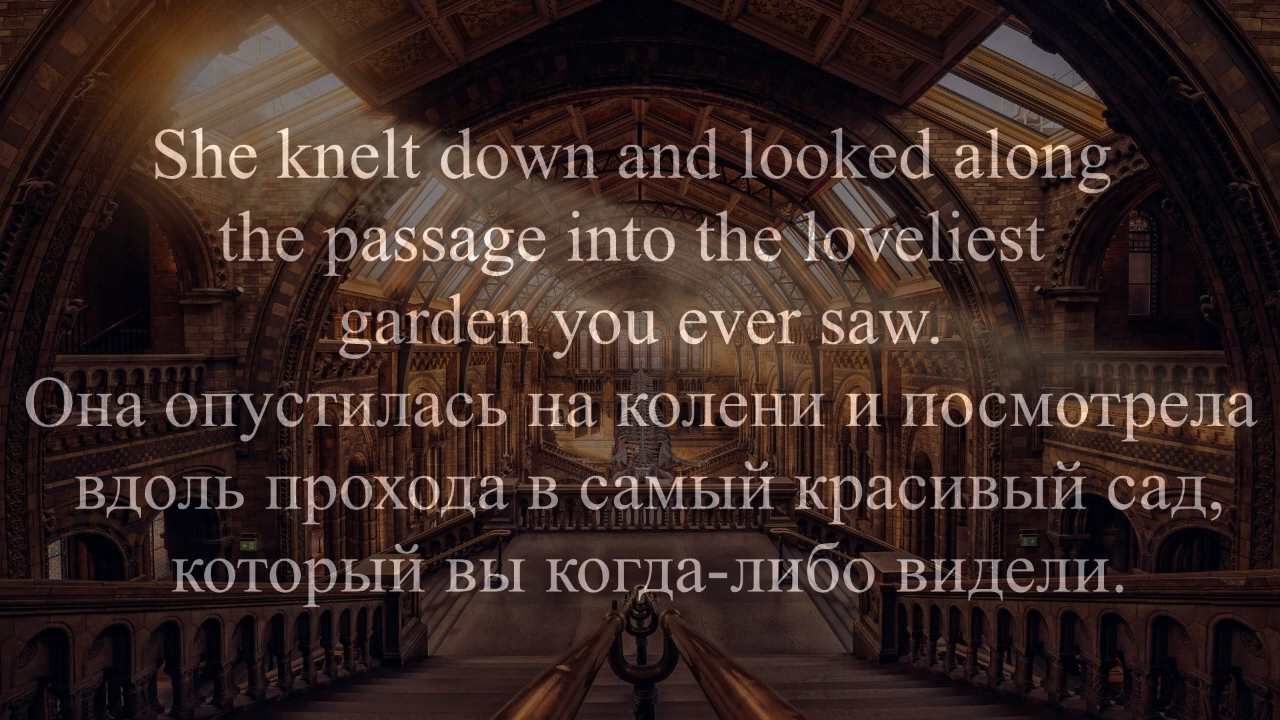 She knelt down and looked along
the passage into the loveliest
garden you ever saw.
Она опустилась на колени и посмотрела
вдоль прохода в самый красивый сад,
который вы когда-либо видели.